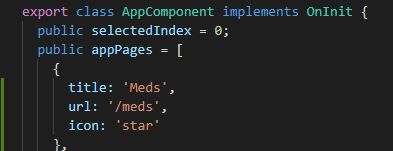 export class AppComponent implements OnInit {
public selectedIndex = 0;
public appPages = [
{
title: 'Meds',
url: '/meds',
icon: 'star'
},